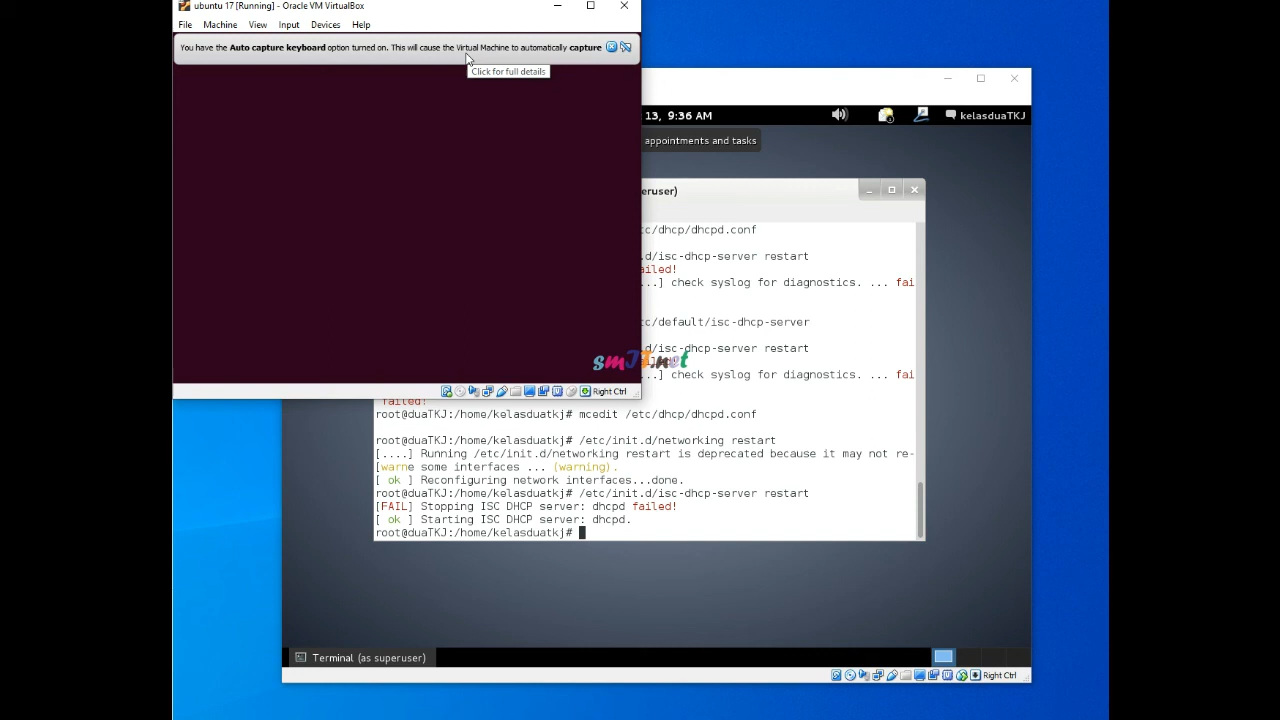 ubuntu 17 [Running] - Oracle VM VirtualBox
File Machine View Input Devices Help
You have the Auto capture keyboard option turned on. This will cause the Virtual Machine to automatically capture
Click for full details
13, 9:36 AM
kelasduaTKJ
appointments and tasks
eruser)
tc/dhcp/dhcpd.conf
.d/isc-dhcp-server restart
ailed!
...] check syslog for diagnostics. ... fai
tc/default/isc-dhcp-server
.d/isc-dhcp-server restart
smIT.net
...] check syslog for diagnostics. ... fai
Right Ctrl
failed!
root@duaTKJ:/home/kelasduatkj# mcedit /etc/dhcp/dhcpd.conf
root@duaTKJ:/home/kelasduatkj# /etc/init.d/networking restart
[....] Running /etc/init.d/networking restart is deprecated because it may not re-
[warne some interfaces ... (warning).
[ ok ] Reconfiguring network interfaces...done.
root@duaTKJ:/home/kelasduatkj# /etc/init.d/isc-dhcp-server restart
[FAIL] Stopping ISC DHCP server: dhcpd failed!
[ ok ] Starting ISC DHCP server: dhcpd.
root@duaTKJ:/home/kelasduatkj#
Terminal (as superuser)
Right Ctrl